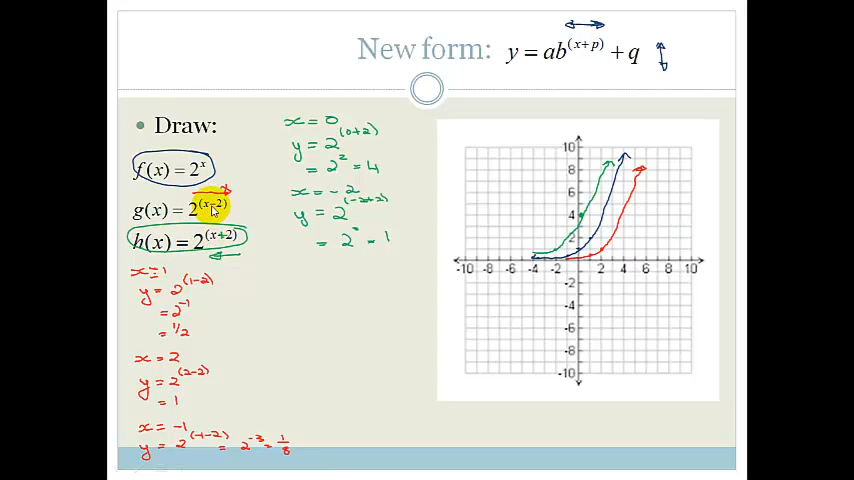 New form: y = ab^(x+p) + q
• Draw:
f(x) = 2^x
g(x) = 2^(x−2)
h(x) = 2^(x+2)
x = 1
y = 2^(1−2)
= 2^−1
= 1/2
x = 2
y = 2^(2−2)
= 1
x = −1
y = 2^(−1−2) = 2^−3 = 1/8
x = 0
y = 2^(0+2)
= 2^2 = 4
x = −2
y = 2^(−2+2)
= 2^0 = 1
10
8
6
4
2
-10 -8 -6 -4 -2 2 4 6 8 10
-2
-4
-6
-8
-10